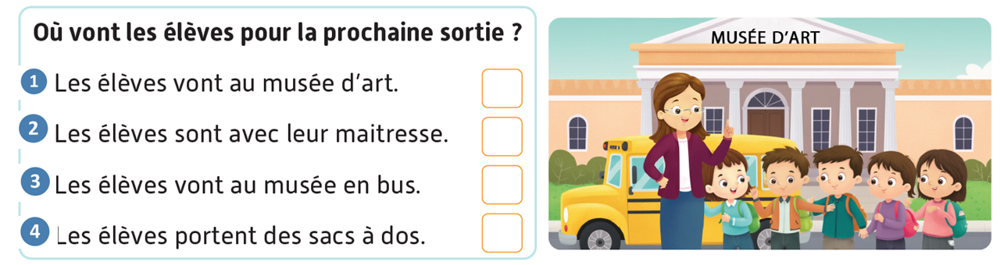 Où vont les élèves pour la prochaine sortie ?
1 Les élèves vont au musée d’art.
2 Les élèves sont avec leur maitresse.
3 Les élèves vont au musée en bus.
4 Les élèves portent des sacs à dos.
MUSÉE D’ART